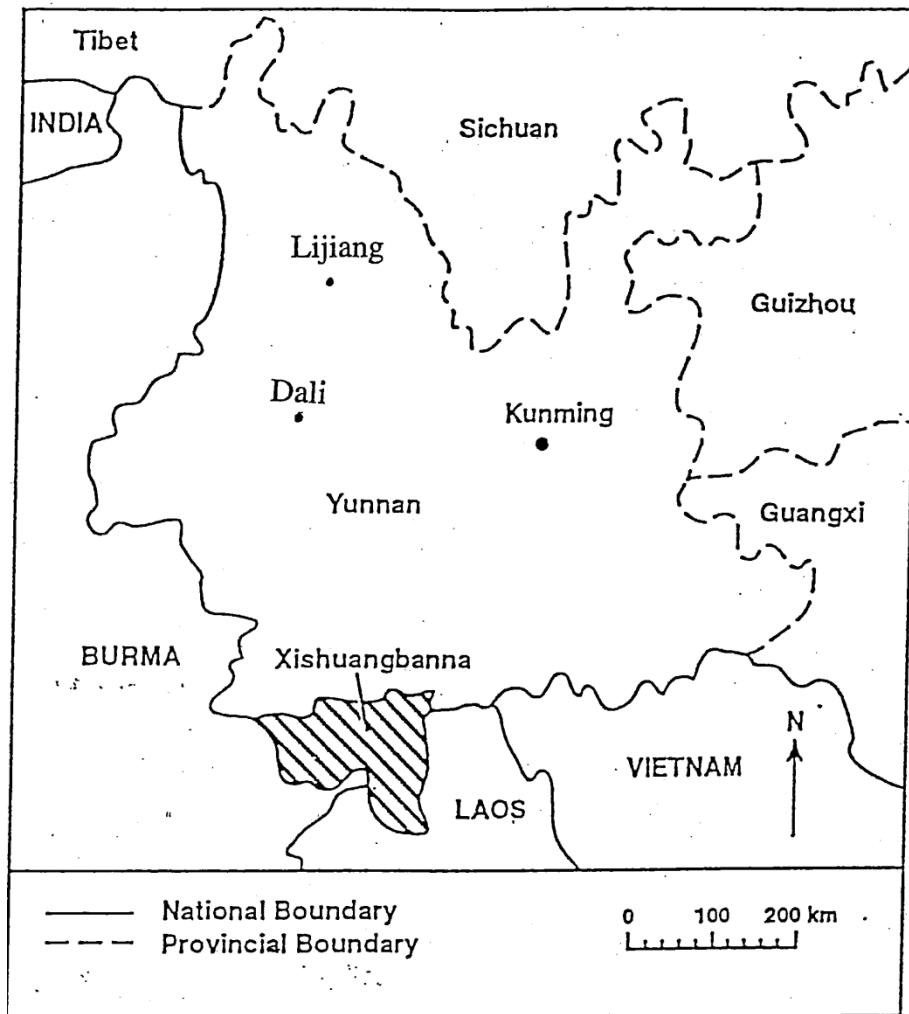 Tibet
INDIA
Sichuan
Lijiang
Guizhou
Dali
Kunming
Yunnan
Guangxi
BURMA
Xishuangbanna
N
VIETNAM
LAOS
National Boundary
Provincial Boundary
0 100 200 km